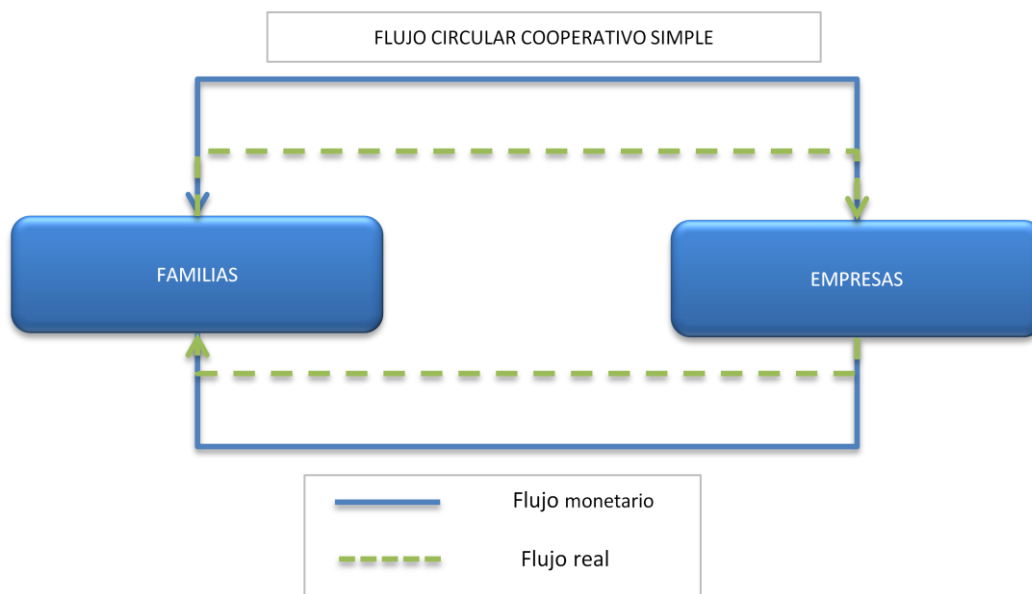 FLUJO CIRCULAR COOPERATIVO SIMPLE
FAMILIAS
EMPRESAS
Flujo monetario
Flujo real